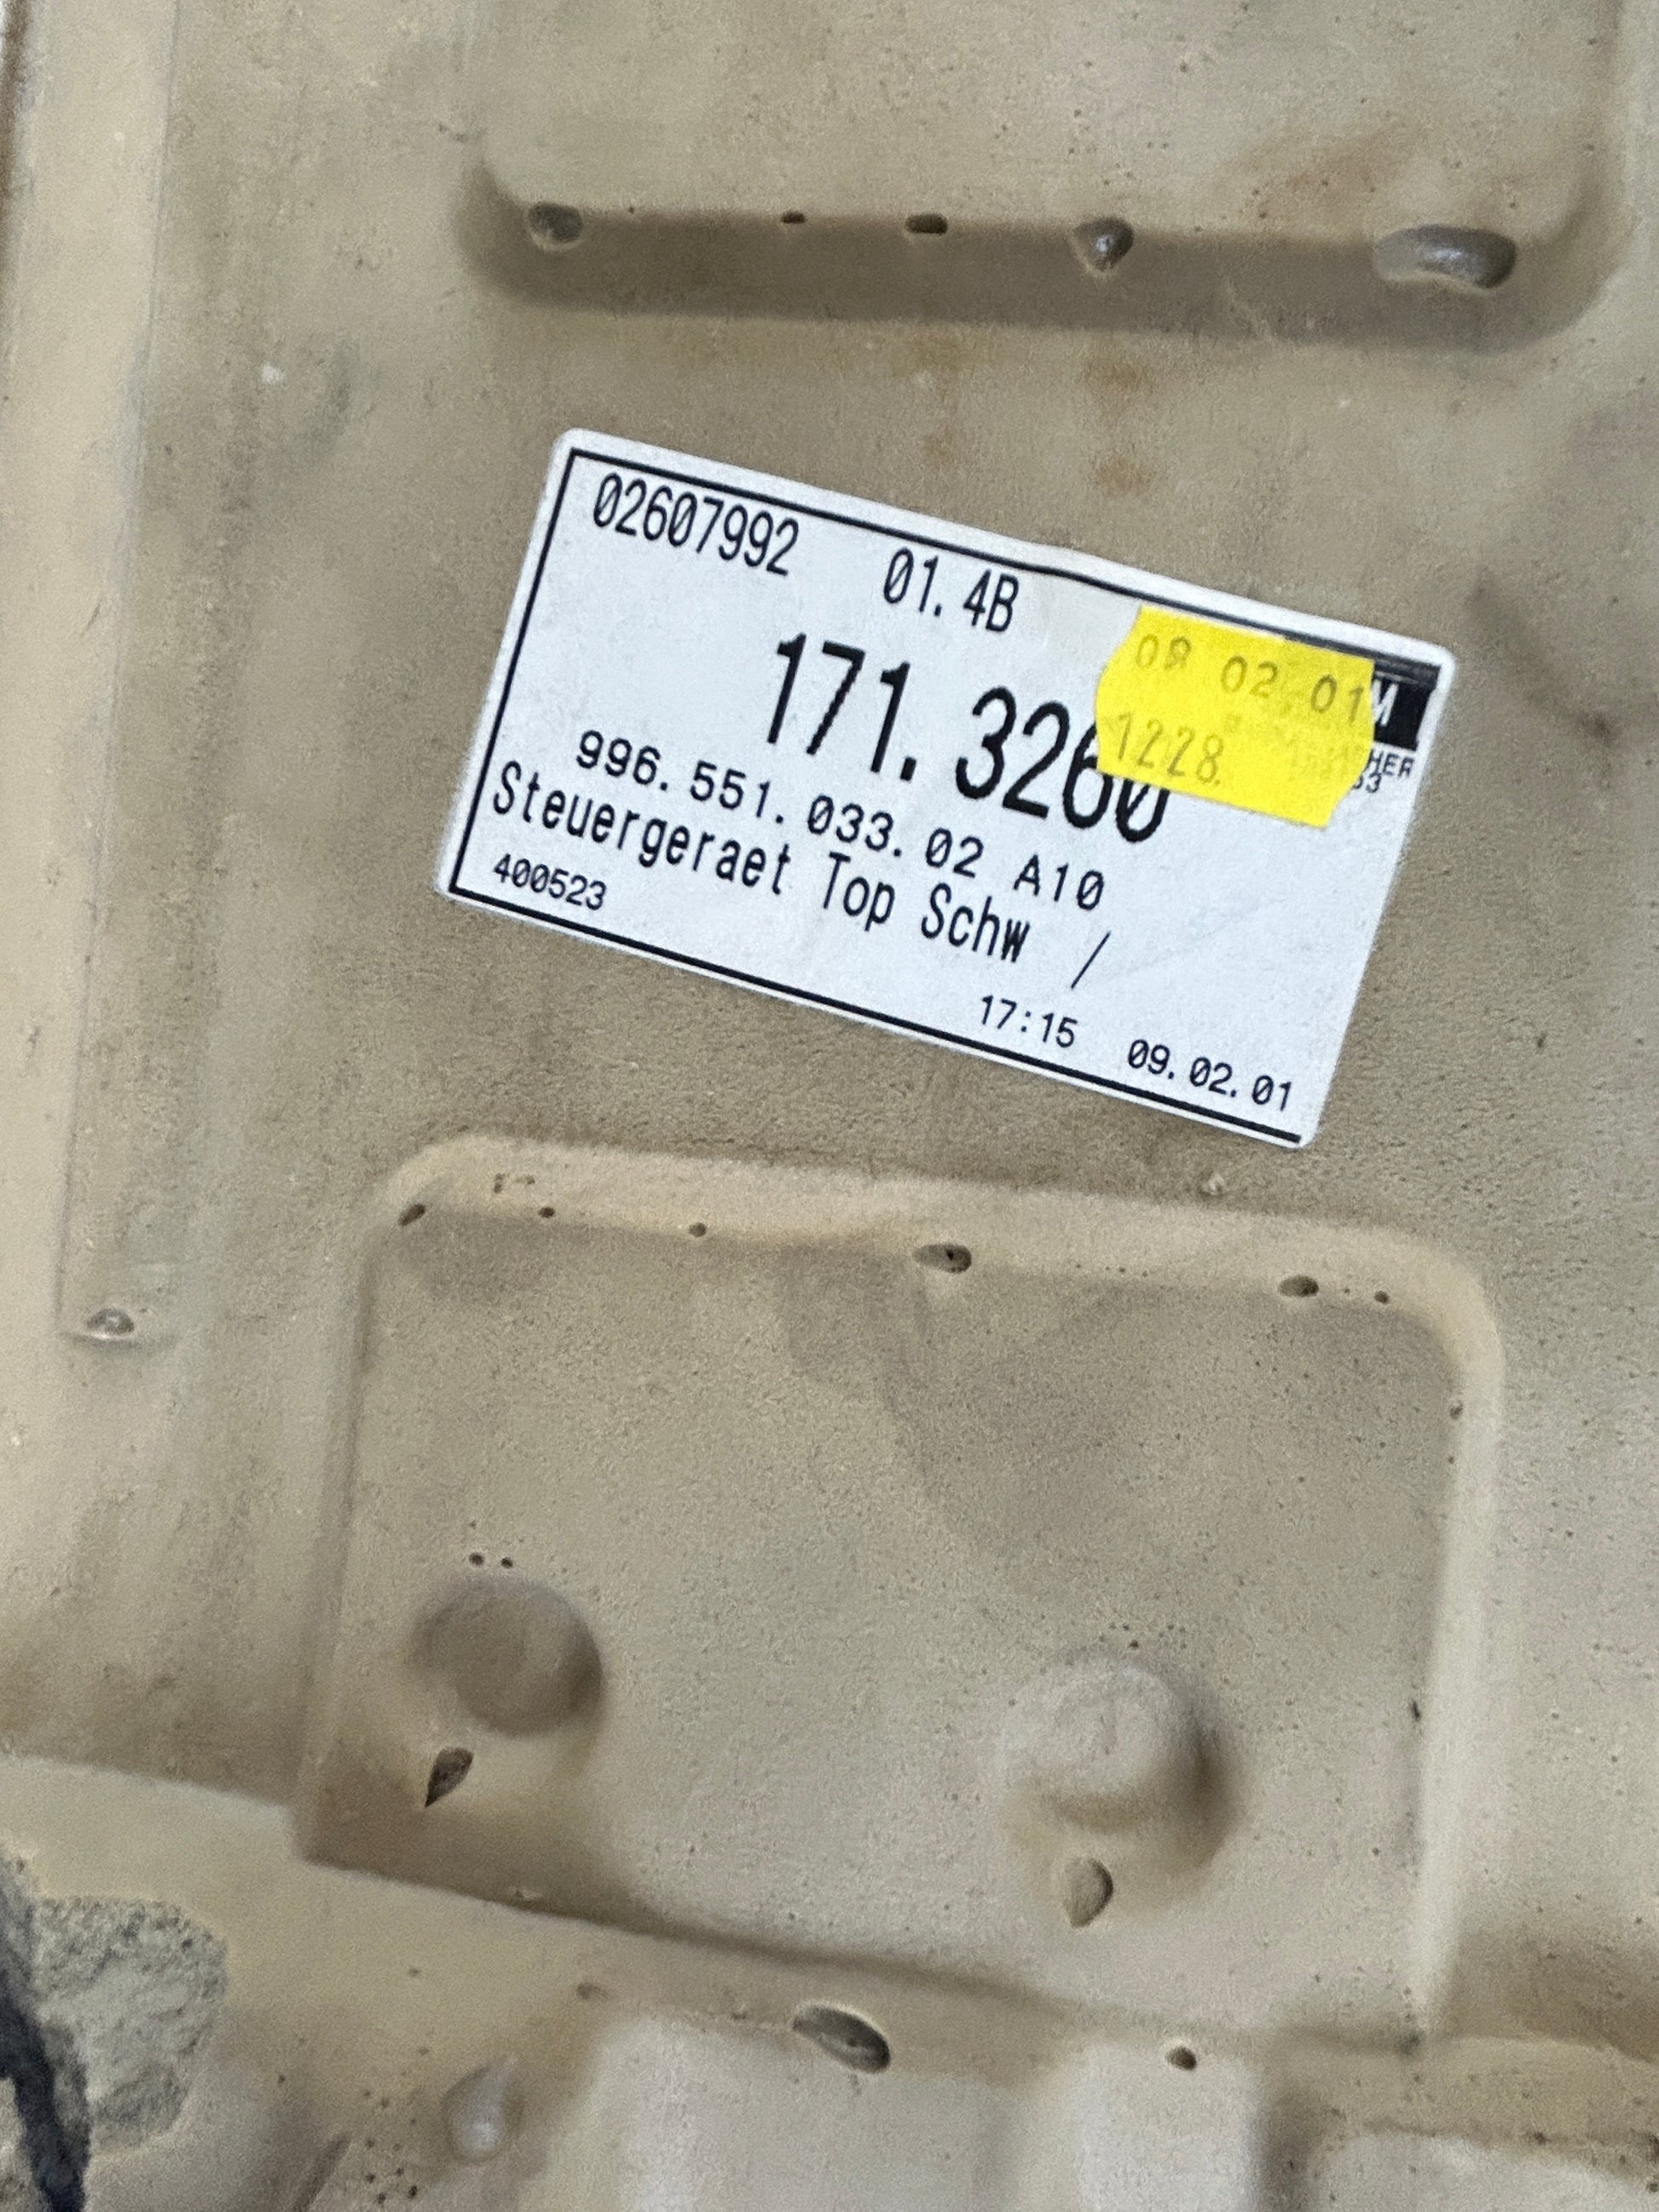 02607992 01.4B
08 02 01 M
171.3260
1228.
HER
996.551.033.02 A10
Steuergeraet Top Schw /
400523
17:15 09.02.01